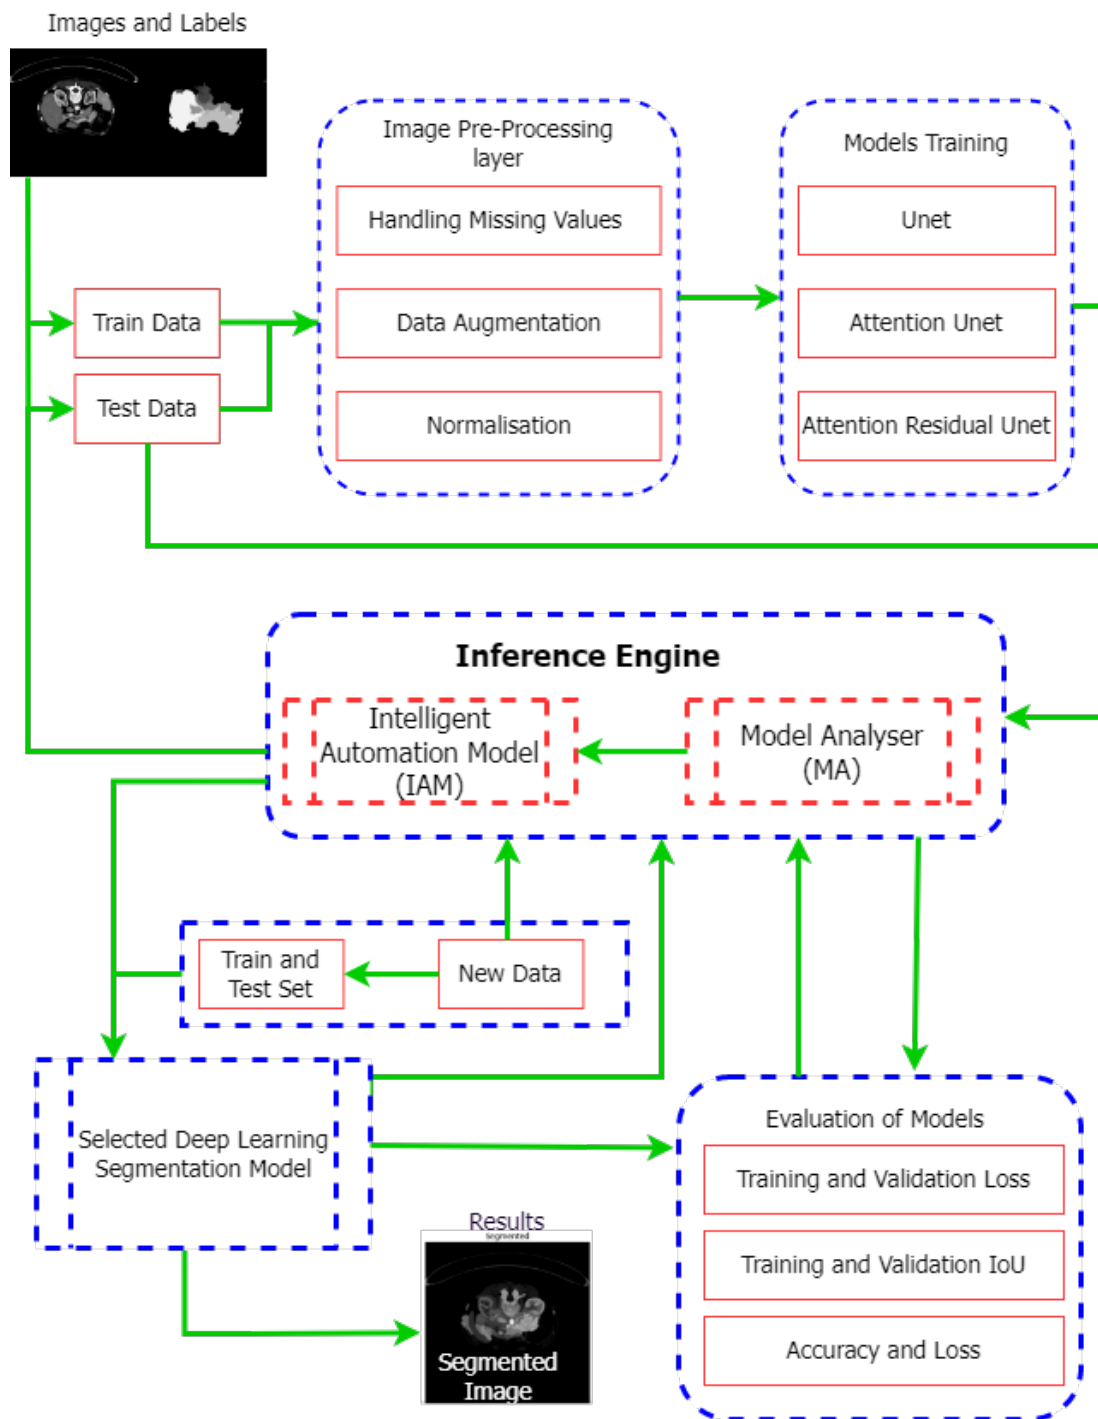 Images and Labels
Image Pre-Processing
layer
Handling Missing Values
Data Augmentation
Normalisation
Models Training
Unet
Attention Unet
Attention Residual Unet
Train Data
Test Data
Inference Engine
Intelligent
Automation Model
(IAM)
Model Analyser
(MA)
Train and
Test Set
New Data
Selected Deep Learning
Segmentation Model
Results
Segmented
Segmented
Image
Evaluation of Models
Training and Validation Loss
Training and Validation IoU
Accuracy and Loss